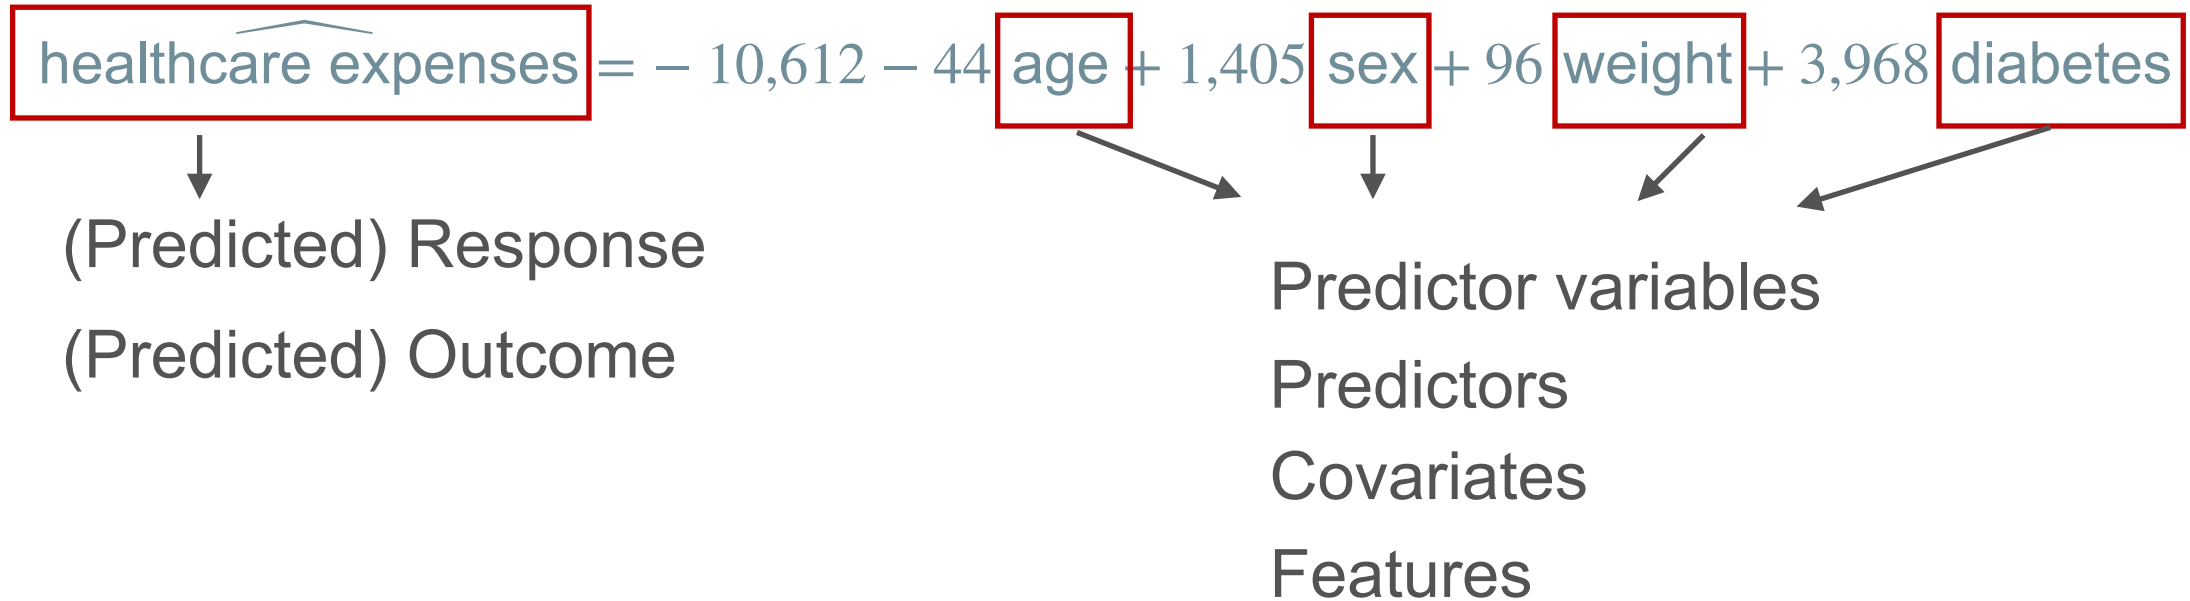 healthcare expenses = − 10,612 − 44 age + 1,405 sex + 96 weight + 3,968 diabetes
(Predicted) Response
(Predicted) Outcome
Predictor variables
Predictors
Covariates
Features